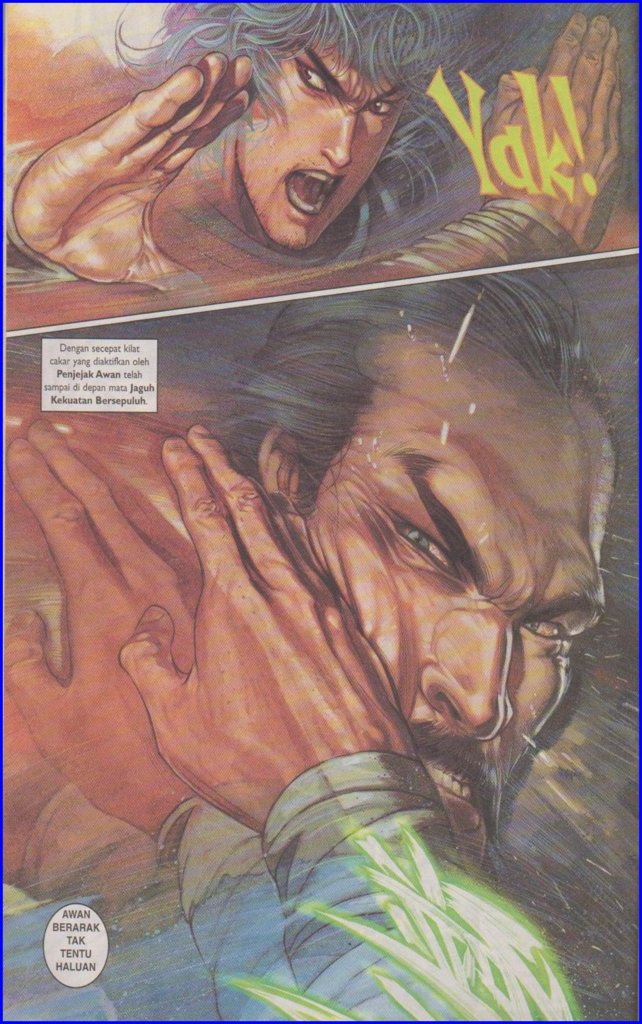 Yak!
Dengan secepat kilat
cakar yang diaktifkan oleh
Penjejak Awan telah
sampai di depan mata Jaguh
Kekuatan Bersepuluh.
AWAN
BERARAK
TAK
TENTU
HALUAN